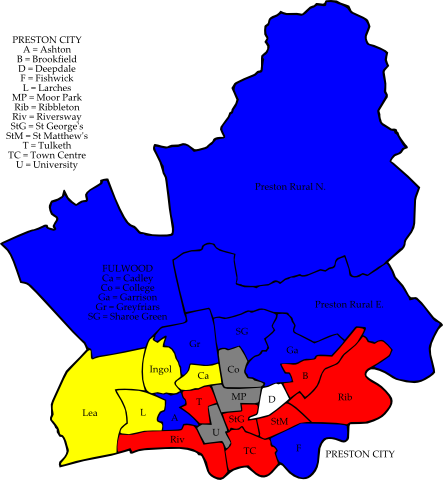 PRESTON CITY
A = Ashton
B = Brookfield
D = Deepdale
F = Fishwick
L = Larches
MP = Moor Park
Rib = Ribbleton
Riv = Riversway
StG = St George's
StM = St Matthew's
T = Tulketh
TC = Town Centre
U = University
Preston Rural N.
FULWOOD
Ca = Cadley
Co = College
Ga = Garrison
Gr = Greyfriars
SG = Sharoe Green
Preston Rural E.
Gr
SG
Ga
Ingol
Ca
Co
B
Lea
L
A
T
MP
D
Rib
StG
StM
Riv
U
TC
F
PRESTON CITY